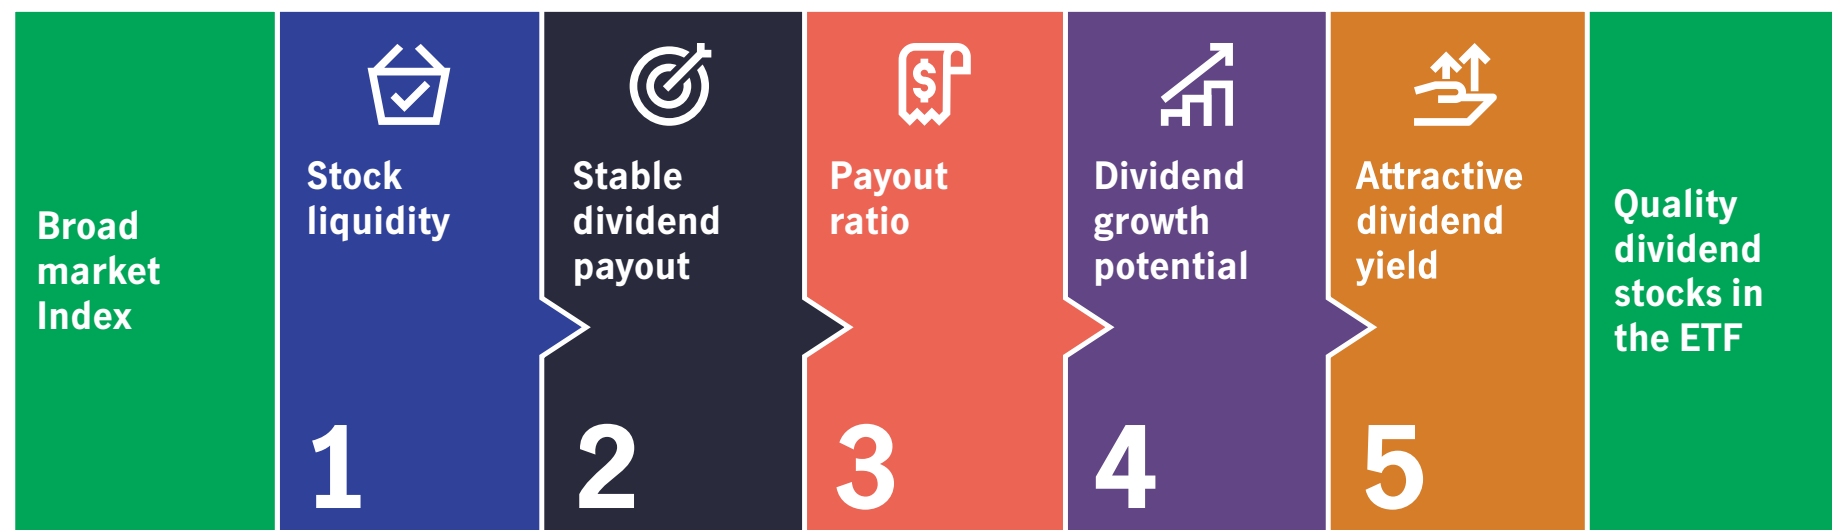 Broad
market
Index
Stock
liquidity
1
Stable
dividend
payout
2
$
Payout
ratio
3
Dividend
growth
potential
4
Attractive
dividend
yield
5
Quality
dividend
stocks in
the ETF